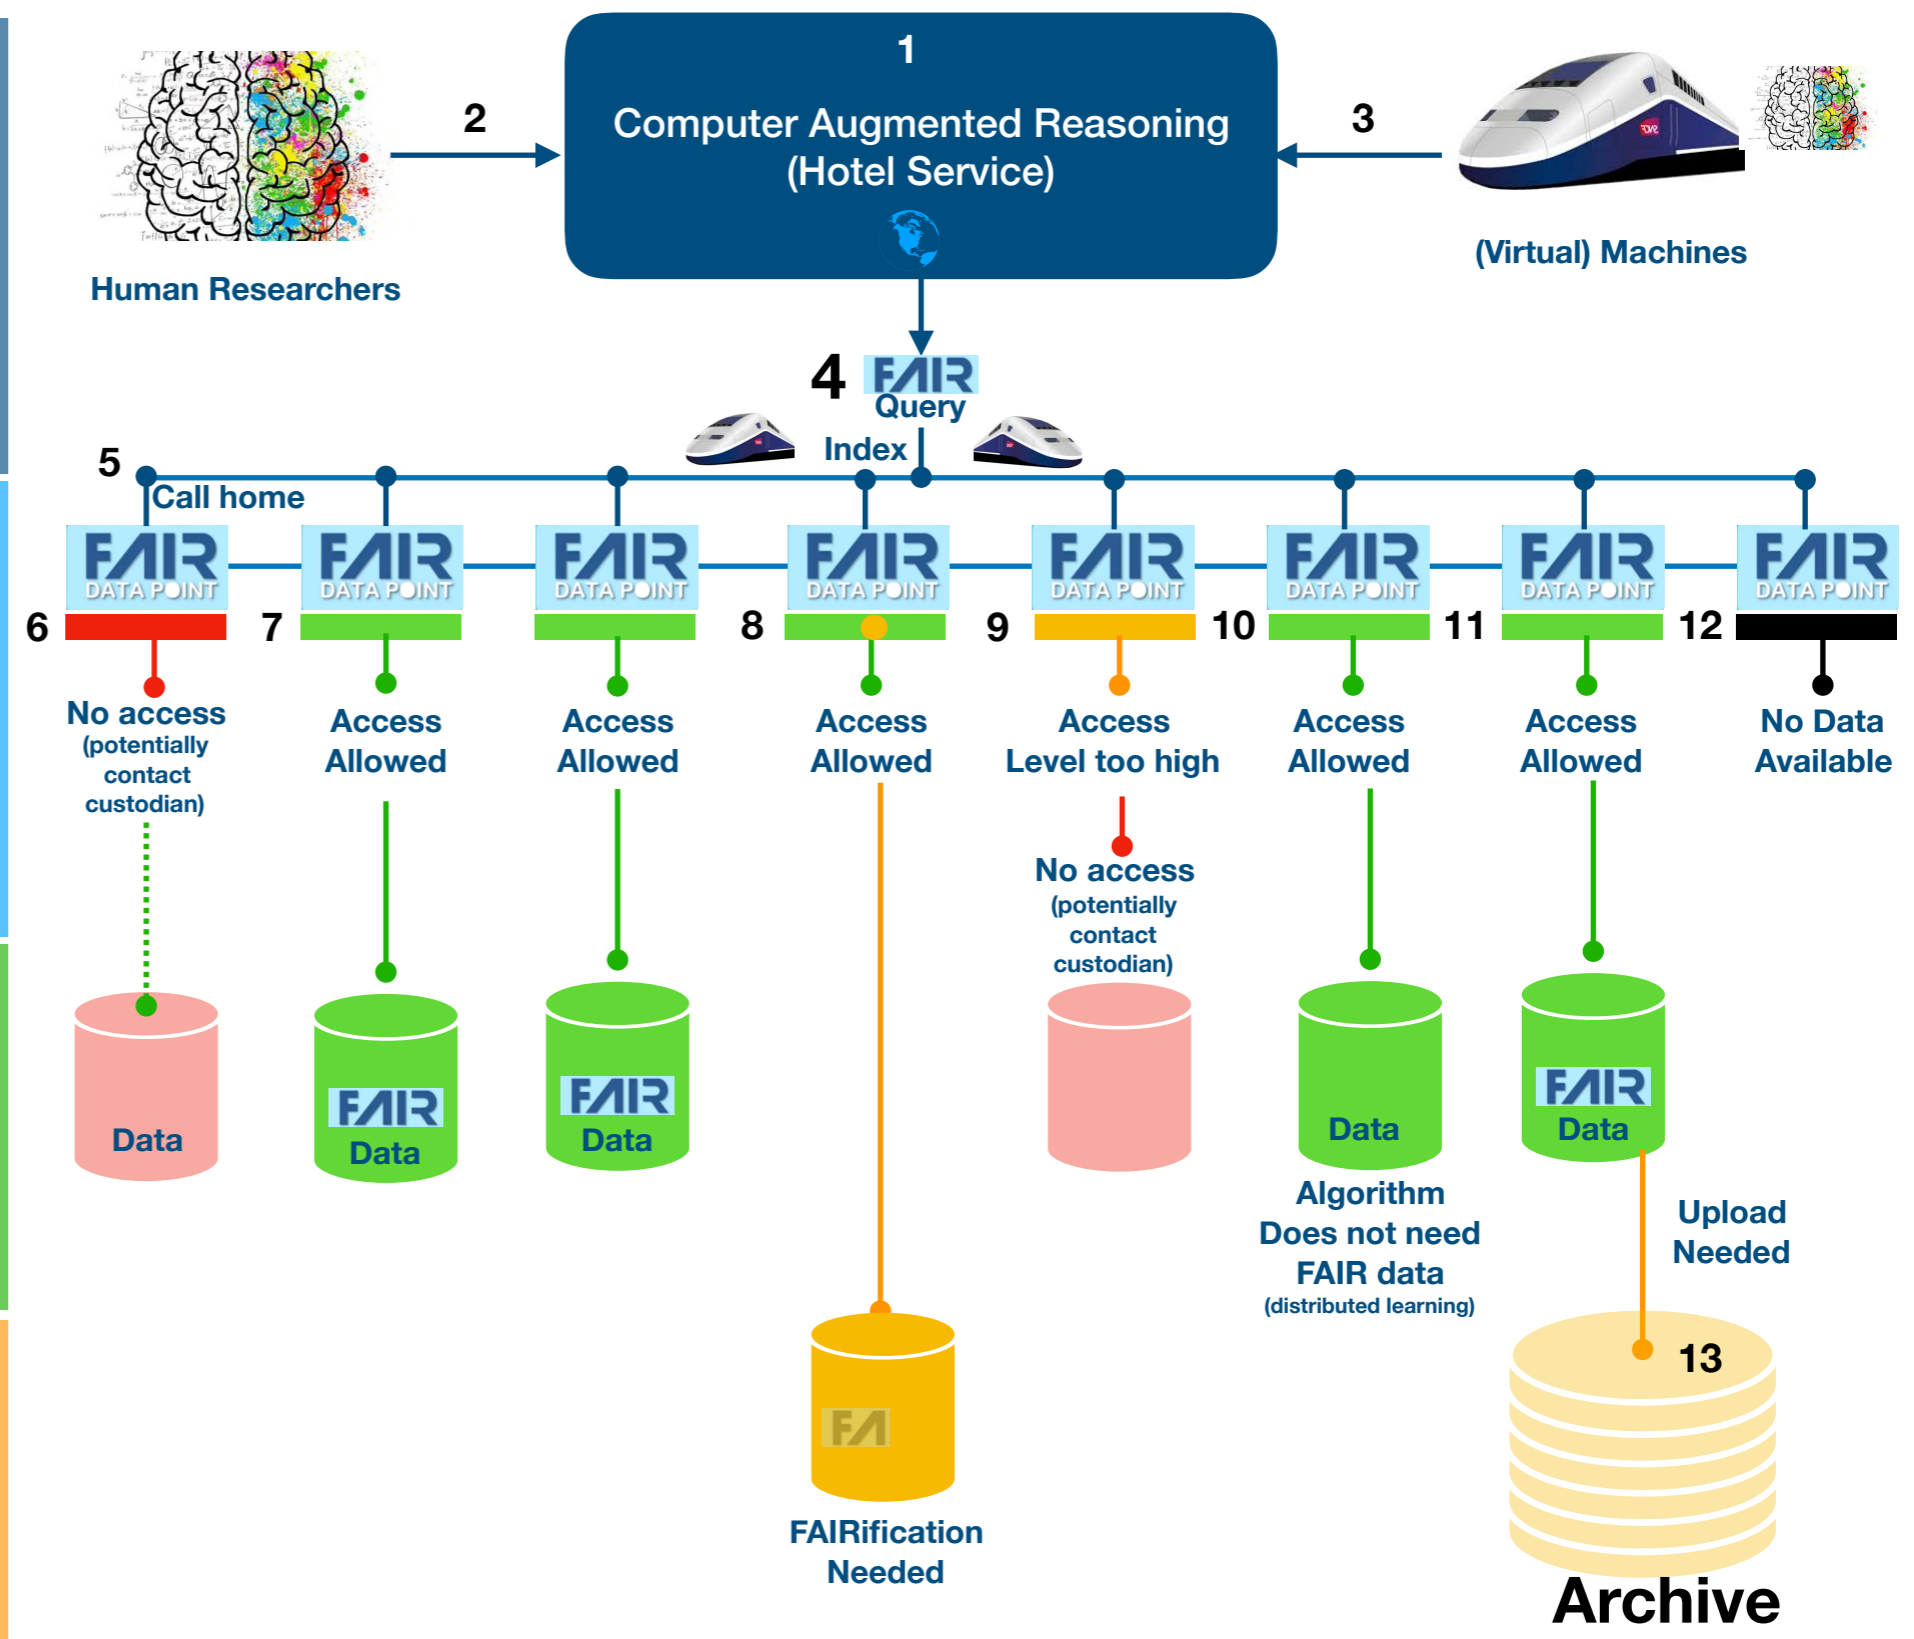 1
Computer Augmented Reasoning
(Hotel Service)
2
3
Human Researchers
(Virtual) Machines
4
FAIR
Query
Index
5
Call home
FAIR
DATA POINT
FAIR
DATA POINT
FAIR
DATA POINT
FAIR
DATA POINT
FAIR
DATA POINT
FAIR
DATA POINT
FAIR
DATA POINT
FAIR
DATA POINT
6
7
8
9
10
11
12
No access
(potentially
contact
custodian)
Access
Allowed
Access
Allowed
Access
Allowed
Access
Level too high
No access
(potentially
contact
custodian)
Access
Allowed
Access
Allowed
No Data
Available
Data
FAIR
Data
FAIR
Data
Data
Algorithm
Does not need
FAIR data
(distributed learning)
FAIR
Data
Upload
Needed
FA
FAIRification
Needed
13
Archive